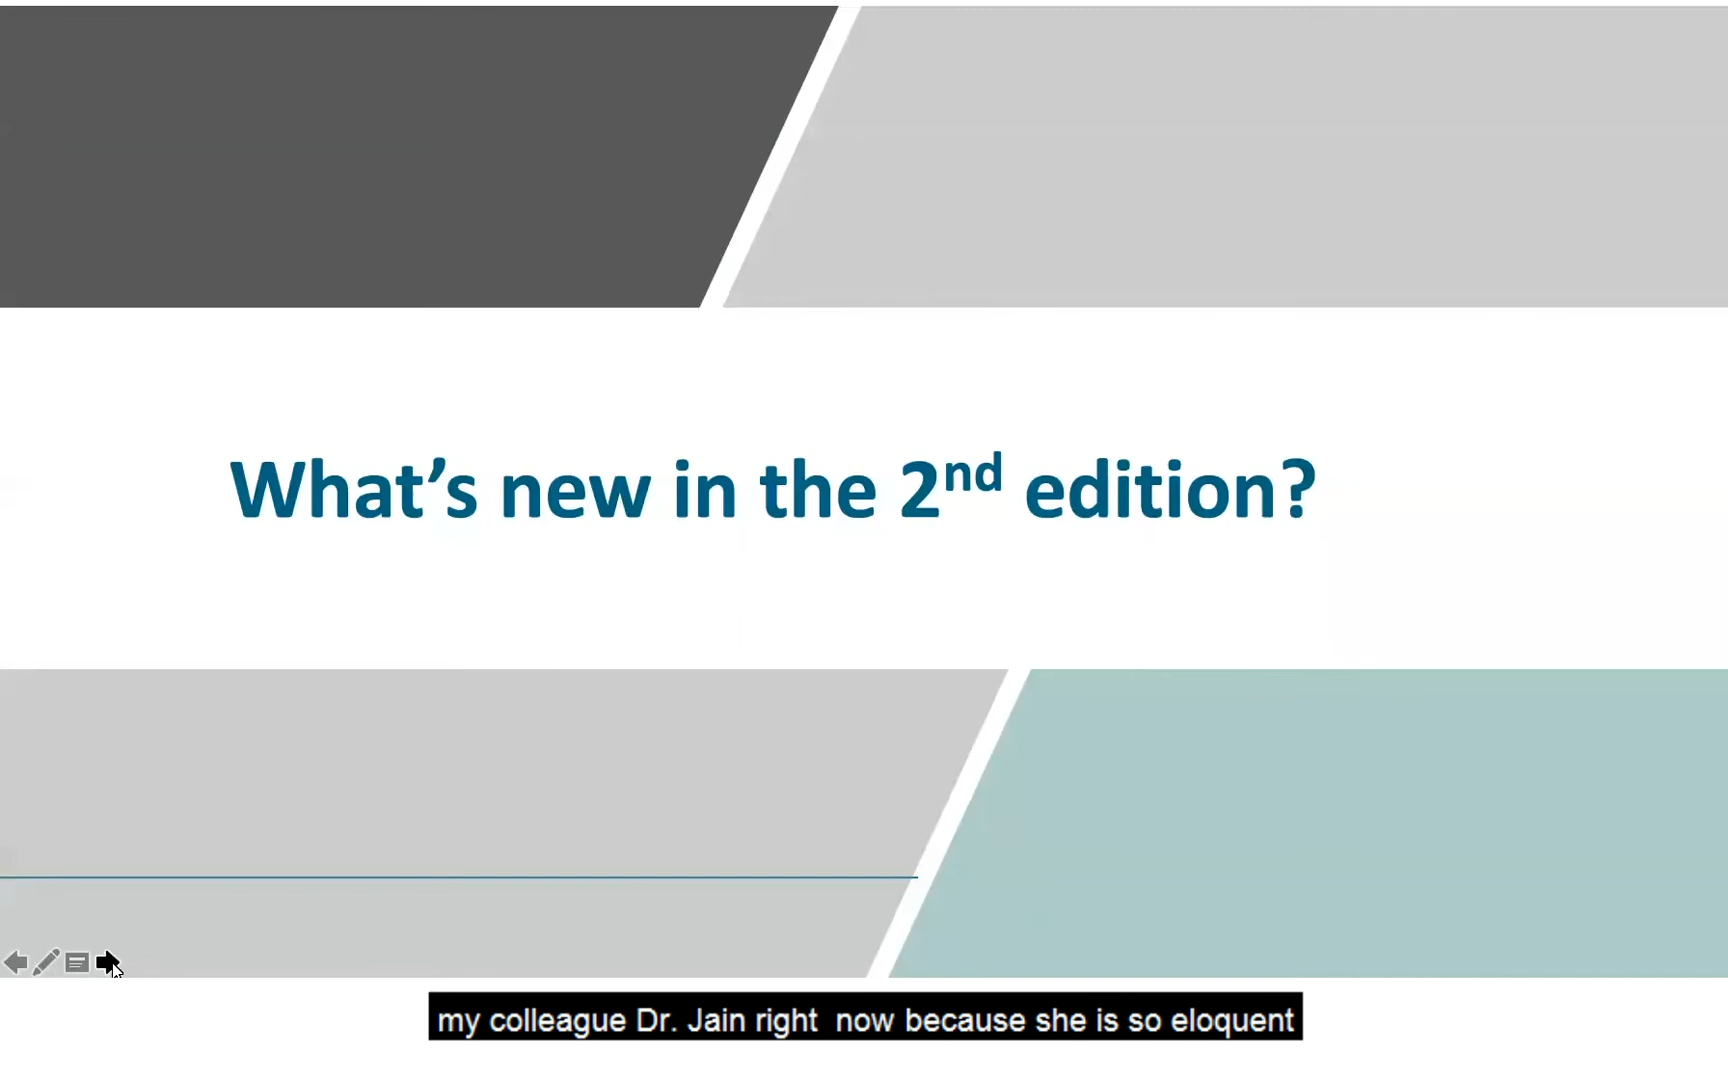 What’s new in the 2nd edition?
my colleague Dr. Jain right  now because she is so eloquent